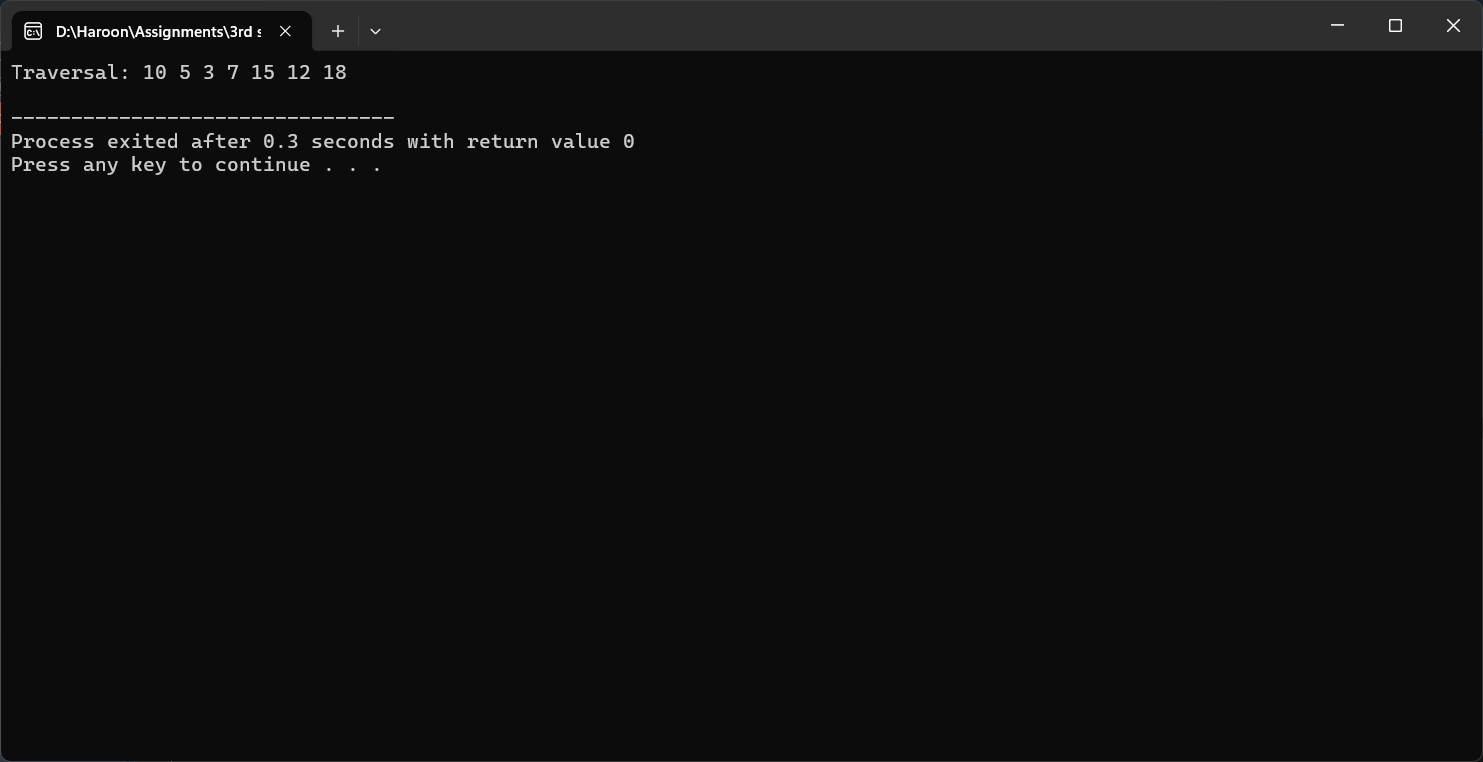 D:\Haroon\Assignments\3rd s
Traversal: 10 5 3 7 15 12 18
--------------------------------
Process exited after 0.3 seconds with return value 0
Press any key to continue . . .